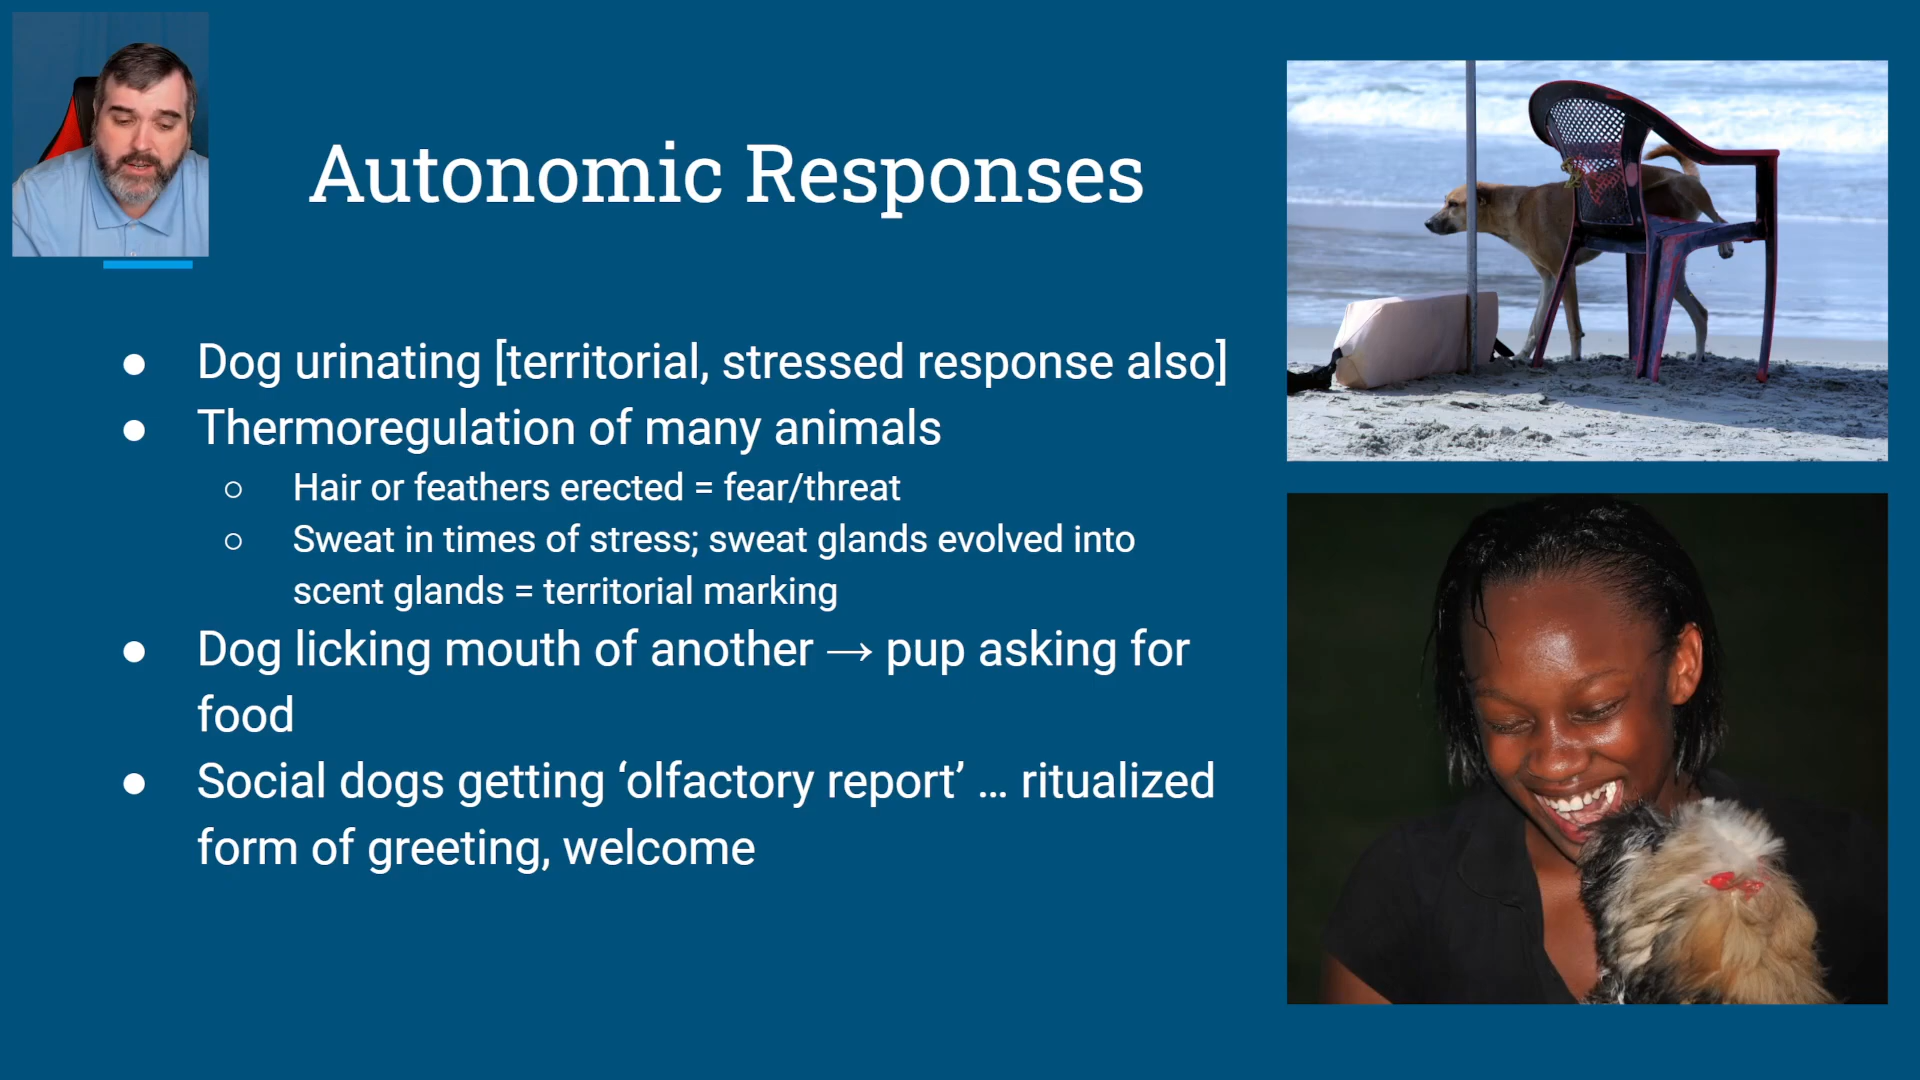 Autonomic Responses
● Dog urinating [territorial, stressed response also]
● Thermoregulation of many animals
○ Hair or feathers erected = fear/threat
○ Sweat in times of stress; sweat glands evolved into
scent glands = territorial marking
● Dog licking mouth of another → pup asking for
food
● Social dogs getting ‘olfactory report’ ... ritualized
form of greeting, welcome